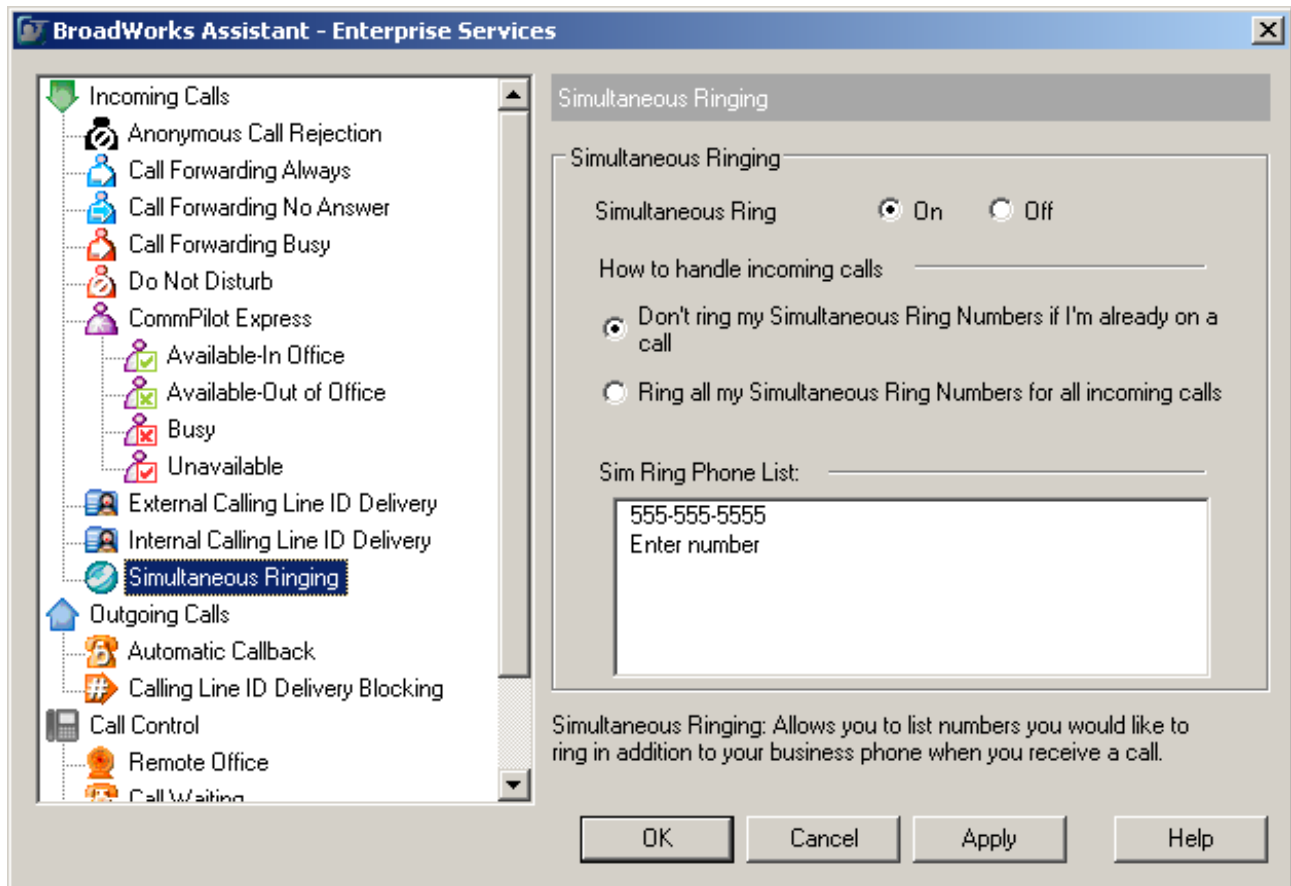 BroadWorks Assistant - Enterprise Services
Incoming Calls
Anonymous Call Rejection
Call Forwarding Always
Call Forwarding No Answer
Call Forwarding Busy
Do Not Disturb
CommPilot Express
Available-In Office
Available-Out of Office
Busy
Unavailable
External Calling Line ID Delivery
Internal Calling Line ID Delivery
Simultaneous Ringing
Outgoing Calls
Automatic Callback
Calling Line ID Delivery Blocking
Call Control
Remote Office
Call Waiting
Simultaneous Ringing
Simultaneous Ringing
Simultaneous Ring On Off
How to handle incoming calls
Don't ring my Simultaneous Ring Numbers if I'm already on a
call
Ring all my Simultaneous Ring Numbers for all incoming calls
Sim Ring Phone List:
555-555-5555
Enter number
Simultaneous Ringing: Allows you to list numbers you would like to
ring in addition to your business phone when you receive a call.
OK Cancel Apply Help